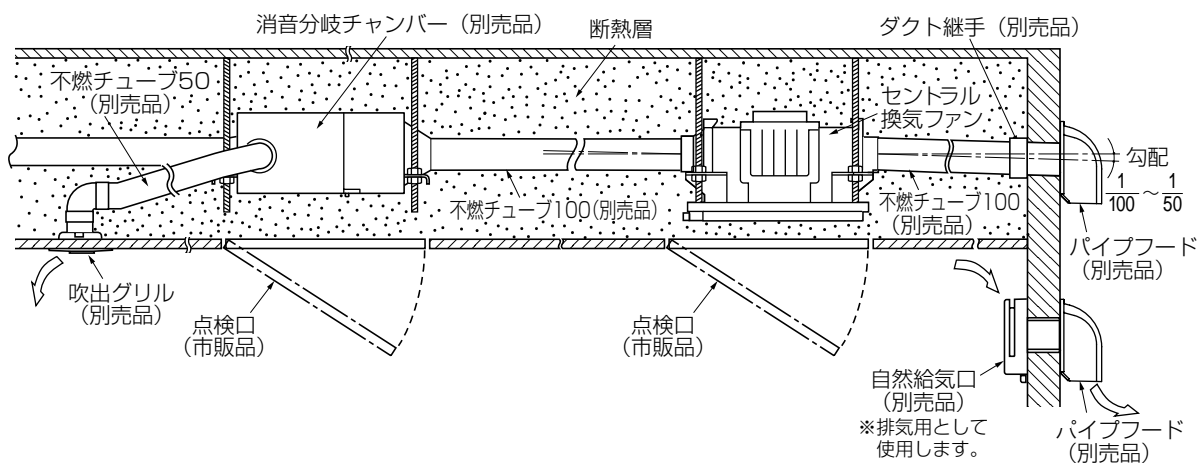 消音分岐チャンバー（別売品）
断熱層
ダクト継手（別売品）
不燃チューブ50
（別売品）
セントラル
換気ファン
勾配
1/100 ～ 1/50
不燃チューブ100（別売品）
不燃チューブ100
（別売品）
パイプフード
（別売品）
吹出グリル
（別売品）
点検口
（市販品）
点検口
（市販品）
自然給気口
（別売品）
※排気用として
使用します。
パイプフード
（別売品）